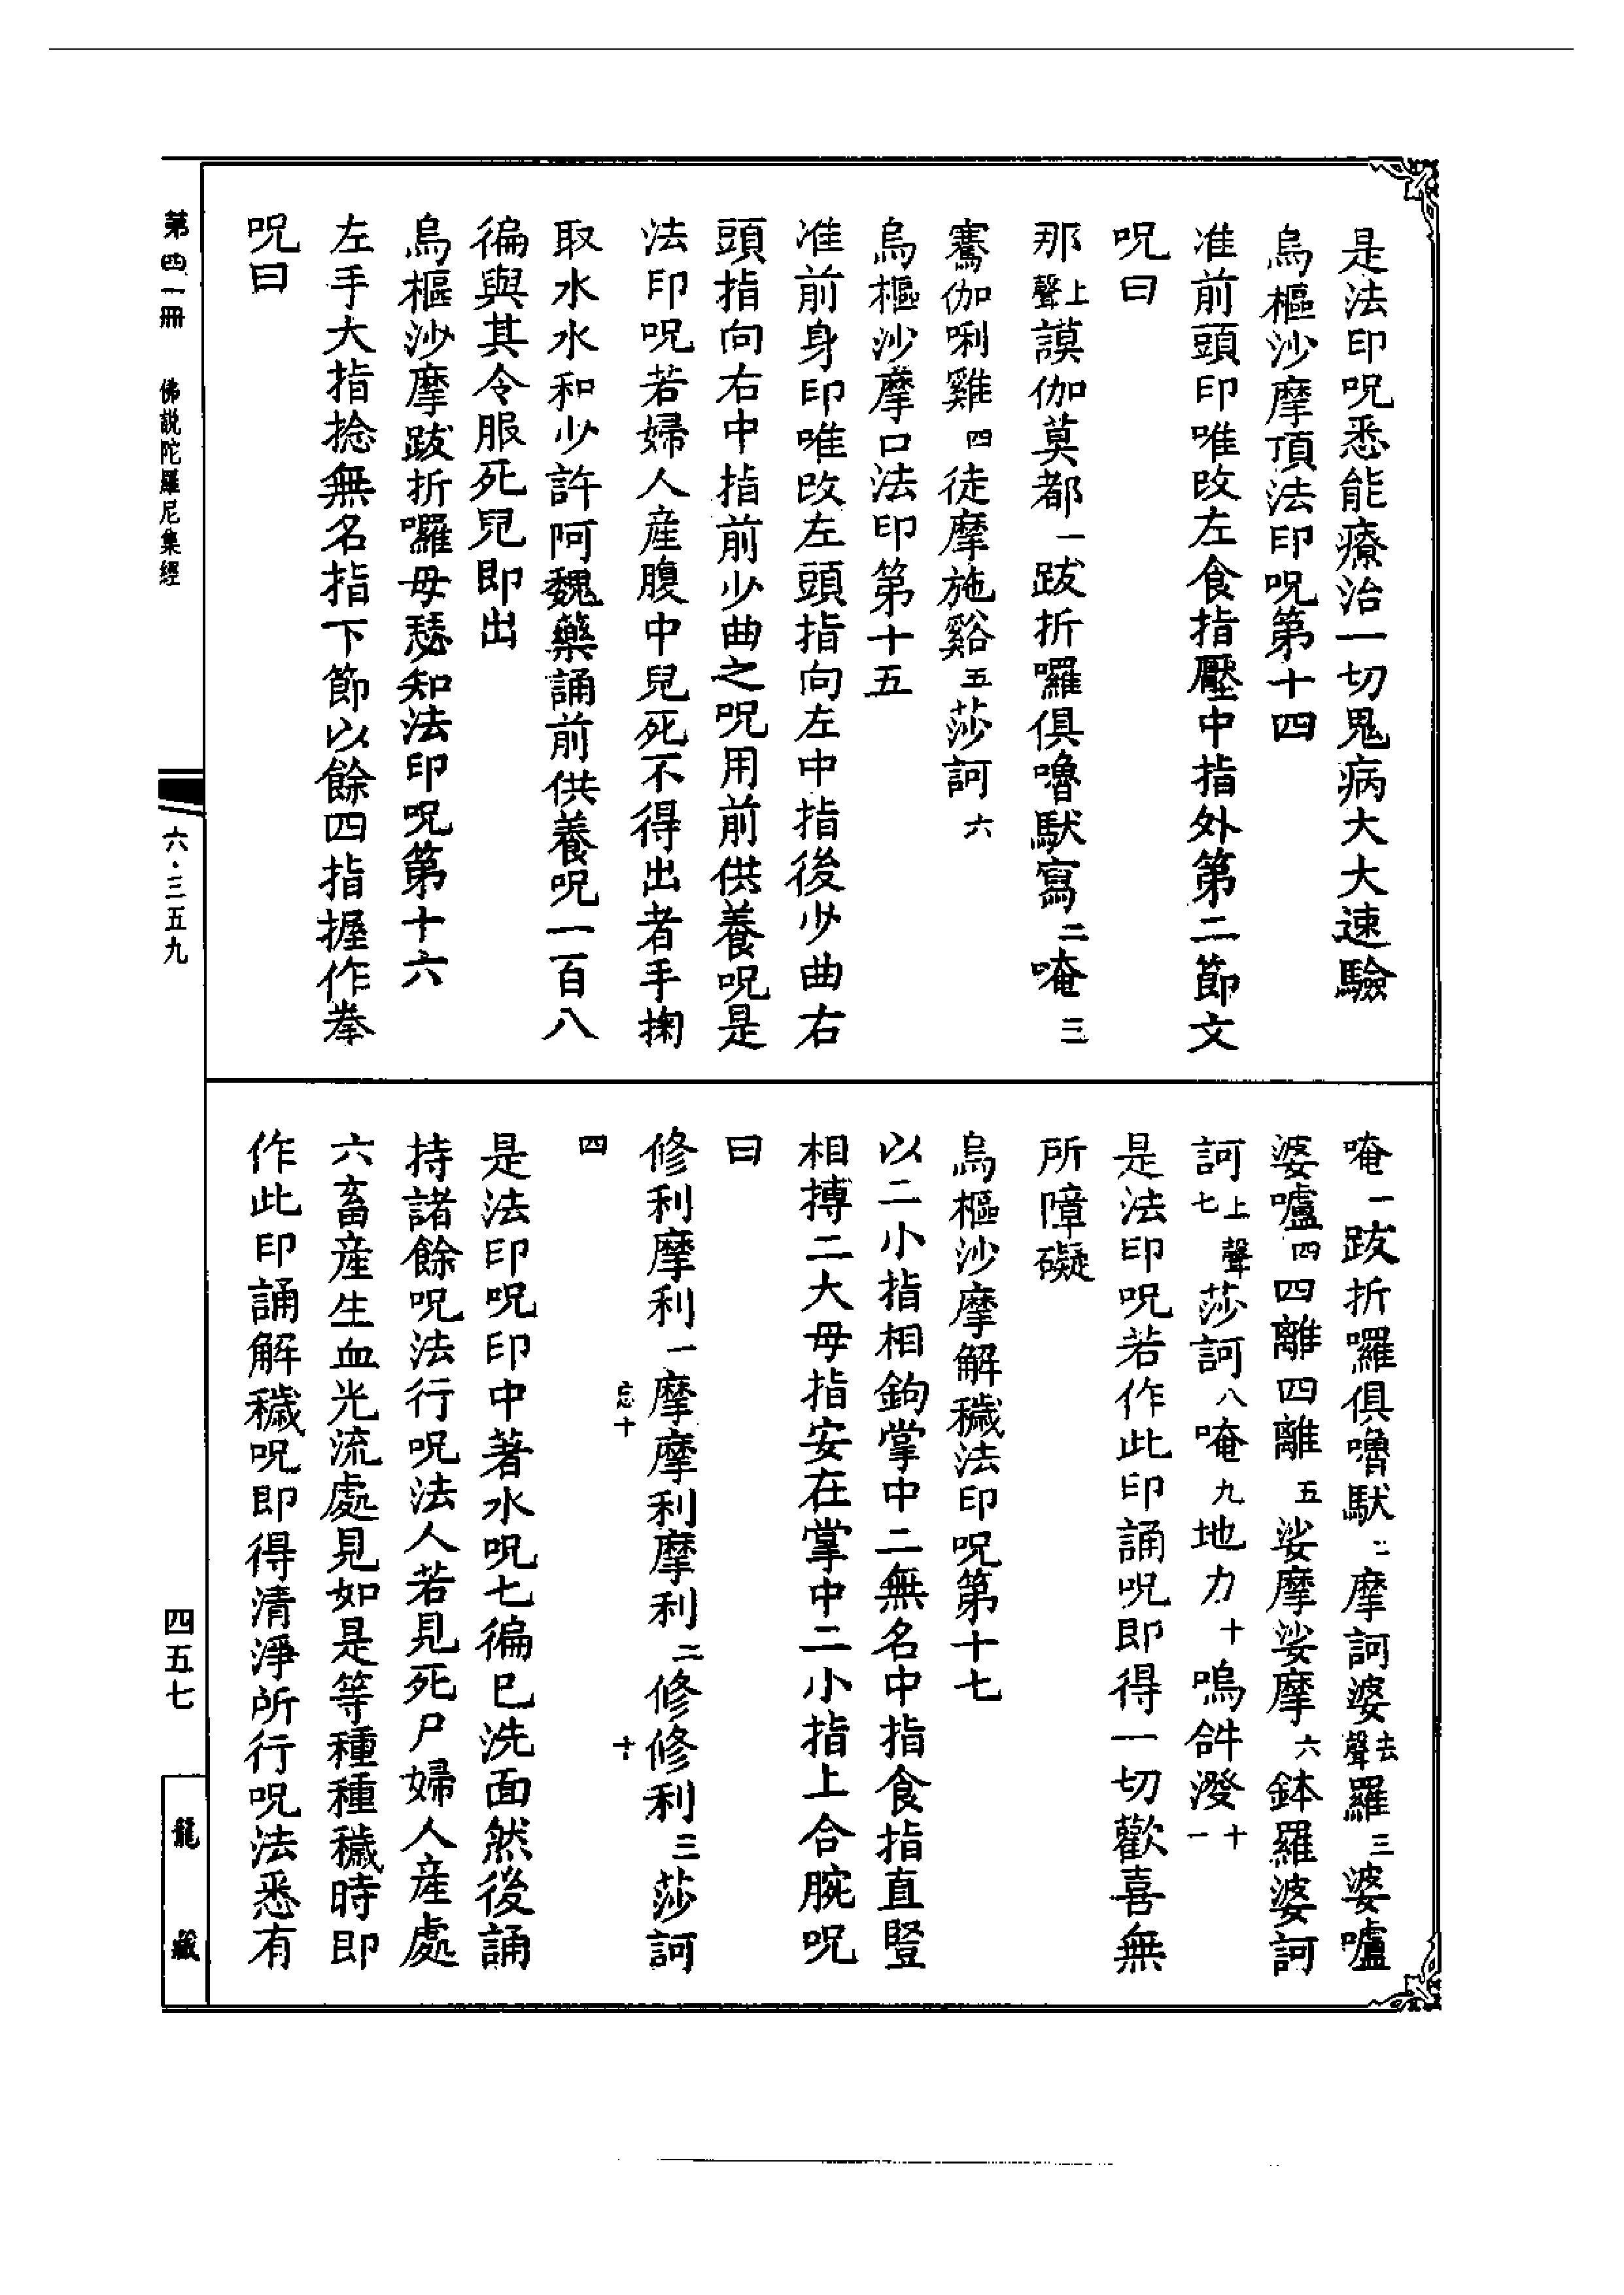 是法印呪悉能療治一切鬼病大大速驗
烏樞沙摩頂法印呪第十四
准前頭印唯改左食指壓中指外第二節文
呪曰
那上聲謨伽莫都一跋折囉俱嚕馱寫二唵三
騫伽唎雞四徒摩施谿五莎訶六
烏樞沙摩口法印第十五
准前身印唯改左頭指向左中指後少曲右
頭指向右中指前少曲之呪用前供養呪是
法印呪若婦人産腹中兒死不得出者手掬
取水水和少許阿魏藥誦前供養呪一百八
徧與其令服死兒即出
烏樞沙摩跋折囉母瑟知法印呪第十六
左手大指捻無名指下節以餘四指握作拳
呪曰
唵一跋折囉俱嚕馱二摩訶婆去聲羅三婆嚧
婆嚧四四離四離五娑摩娑摩六鉢羅婆訶
訶上聲七莎訶八唵九地力十嗚𤙖潑十一
是法印呪若作此印誦呪即得一切歡喜無
所障礙
烏樞沙摩解穢法印呪第十七
以二小指相鉤掌中二無名中指食指直豎
相搏二大母指安在掌中二小指上合腕呪
曰
修利摩利一摩摩利摩利二修修利三莎訶
四
是法印呪印中著水呪七徧已洗面然後誦
持諸餘呪法行呪法人若見死尸婦人産處
六畜産生血光流處見如是等種種穢時即
作此印誦解穢呪即得清淨所行呪法悉有
第四一冊 佛説陀羅尼集經
六·三五九
四五七
龍藏